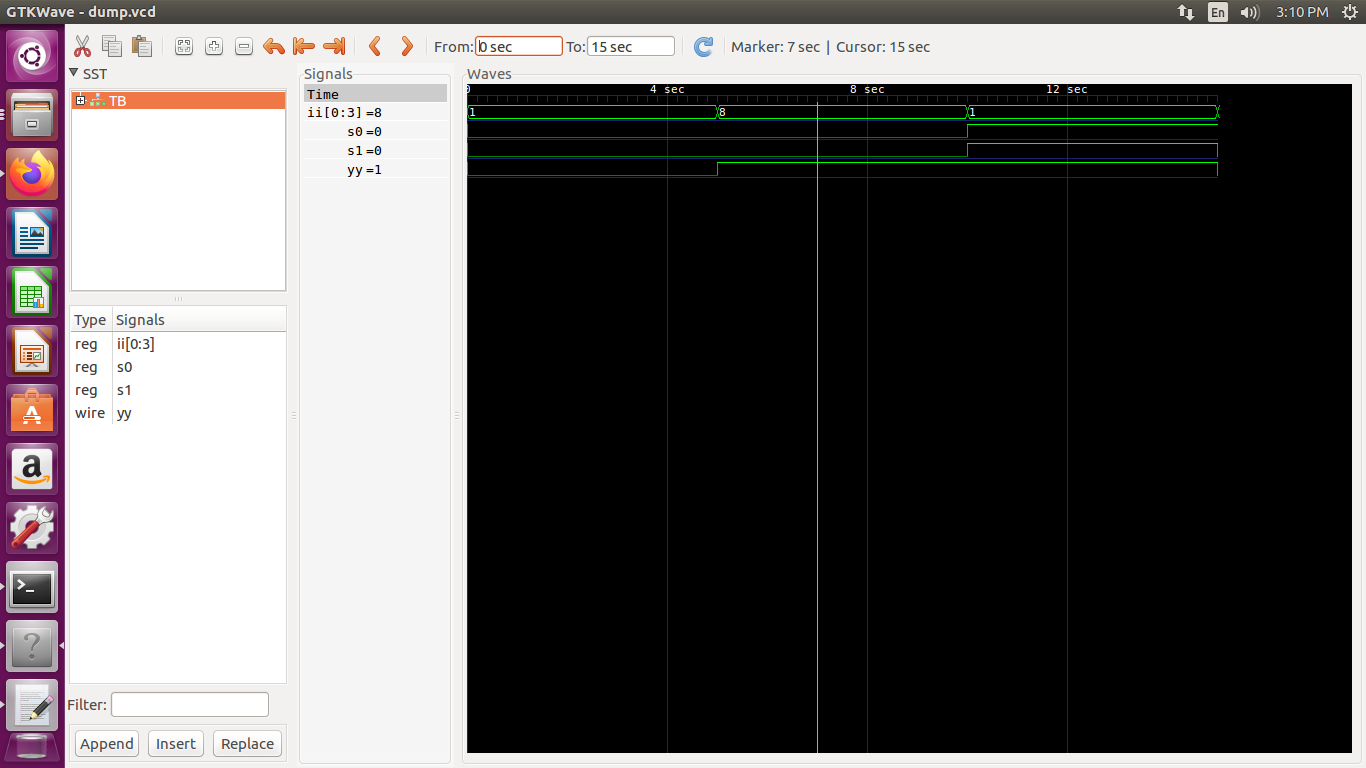 GTKWave - dump.vcd
En
3:10 PM
From: 0 sec To: 15 sec
Marker: 7 sec | Cursor: 15 sec
SST
TB
Type Signals
reg ii[0:3]
reg s0
reg s1
wire yy
Filter:
Append Insert Replace
Signals
Time
ii[0:3] =8
s0 =0
s1 =0
yy =1
Waves
0 4 sec 8 sec 12 sec
1 8 1